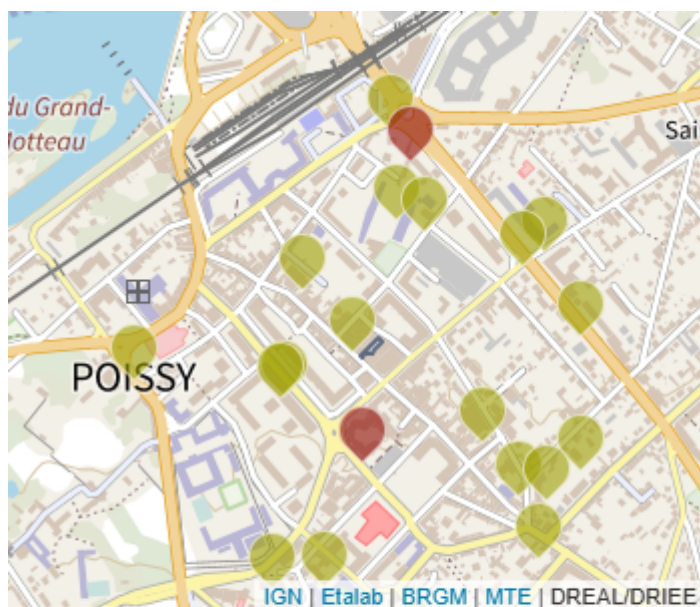 du Grand-
Motteau
Sai
POISSY
IGN | Etalab | BRGM | MTE | DREAL/DRIEE